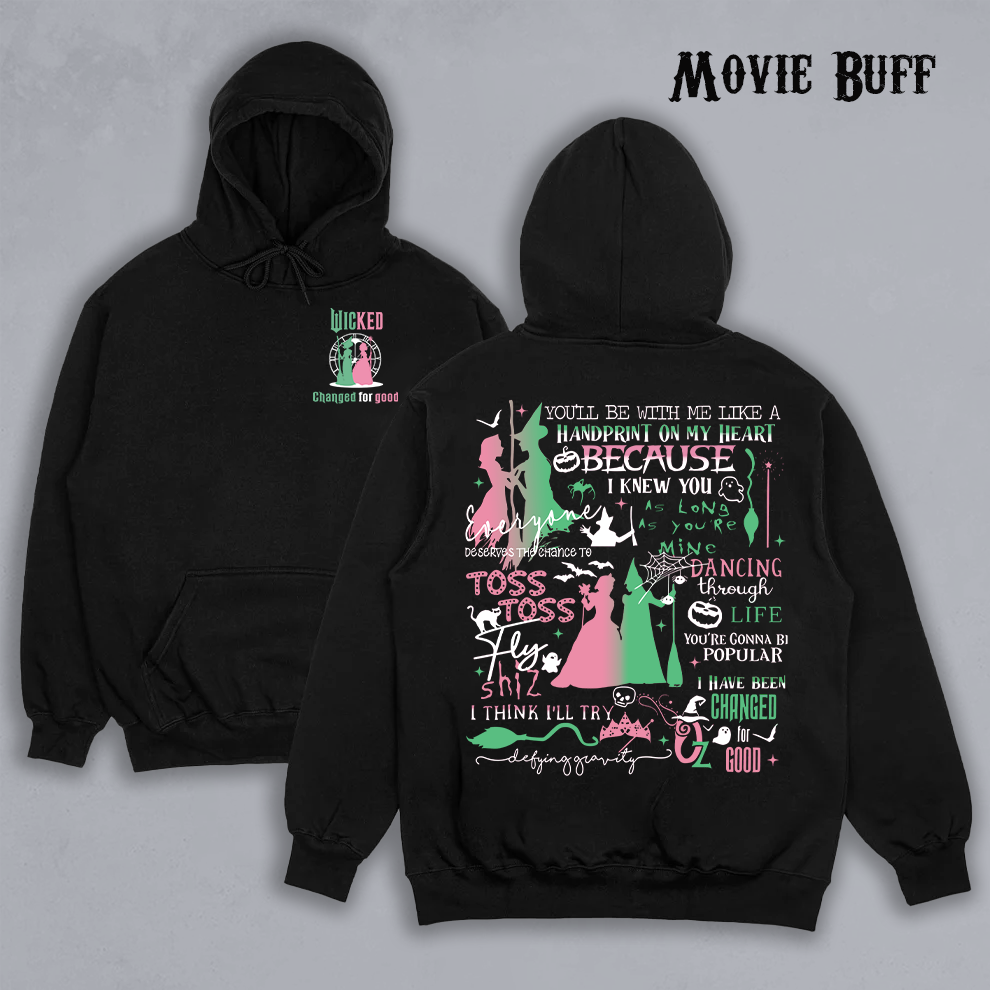 MOVIE BUFF
WICKED
Changed for good
YOU'LL BE WITH ME LIKE A
HANDPRINT ON MY HEART
BECAUSE
I KNEW YOU
AS LONG
AS YOU'RE
MINE
Everyone
DESERVES THE CHANCE TO
Fly
TOSS
TOSS
DANCING
through
LIFE
YOU'RE GONNA BI
POPULAR
shiz
I THINK I'LL TRY
defying gravity
I HAVE BEEN
CHANGED
for
GOOD
OZ